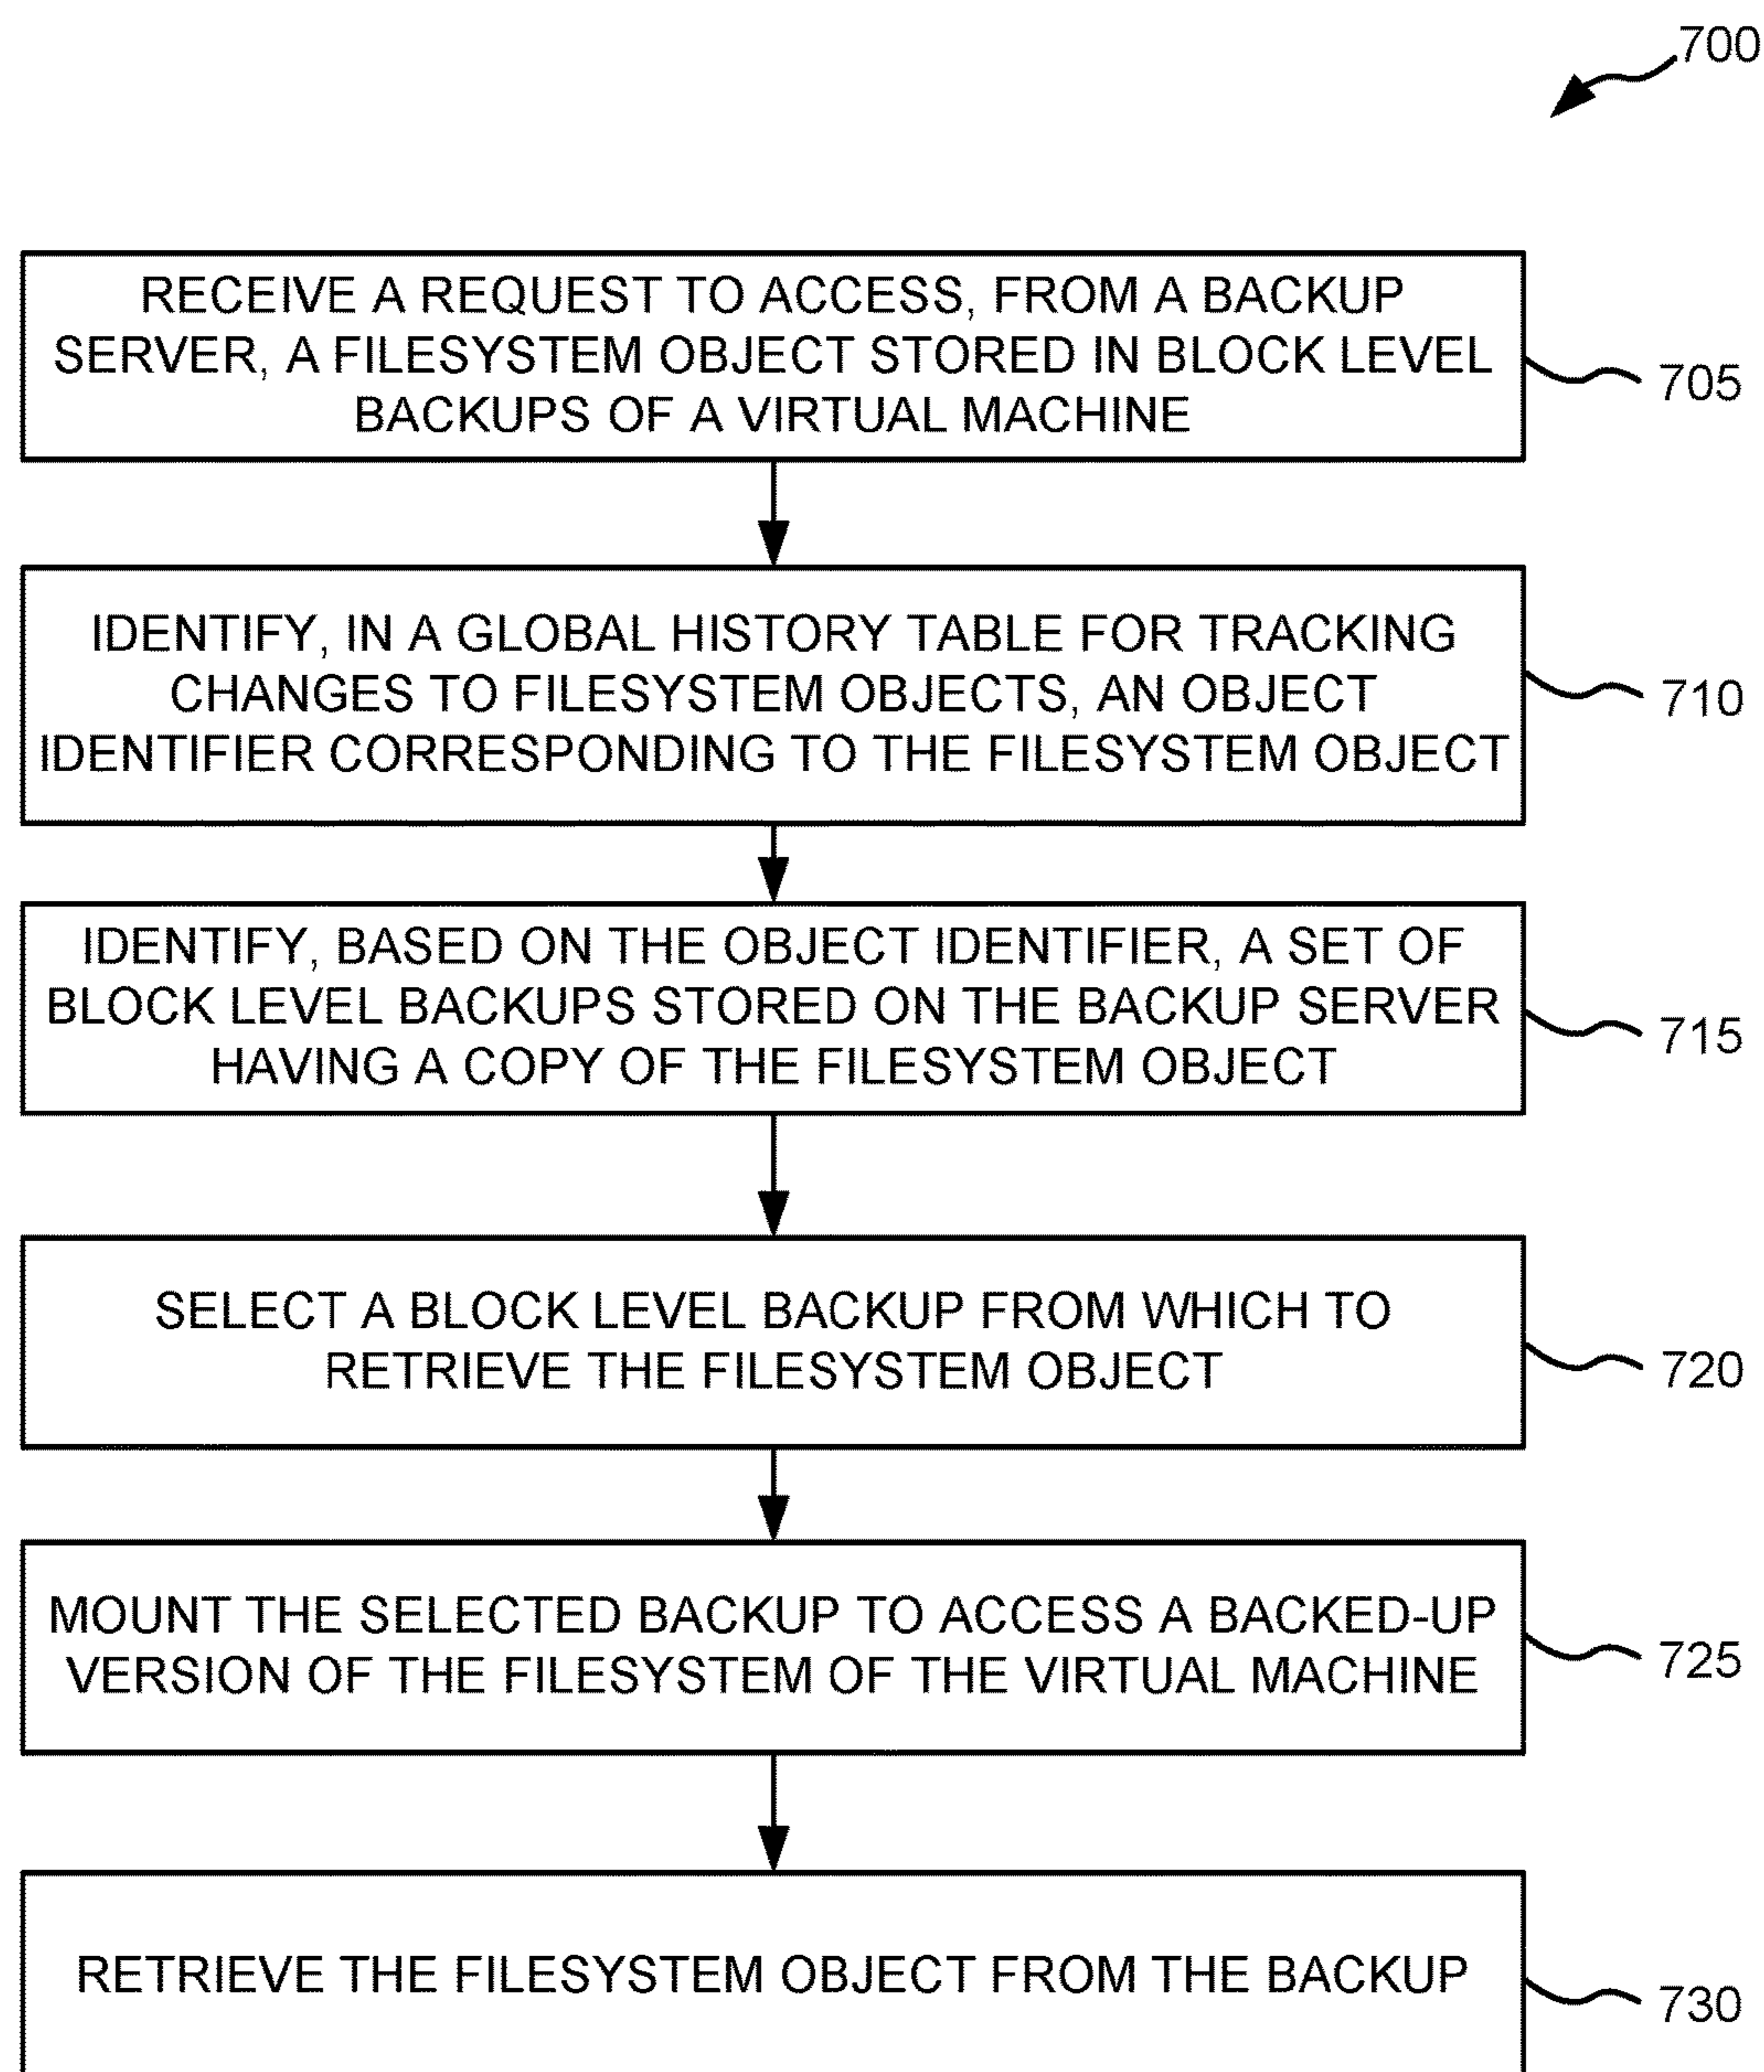 700
RECEIVE A REQUEST TO ACCESS, FROM A BACKUP
SERVER, A FILESYSTEM OBJECT STORED IN BLOCK LEVEL
BACKUPS OF A VIRTUAL MACHINE
705
IDENTIFY, IN A GLOBAL HISTORY TABLE FOR TRACKING
CHANGES TO FILESYSTEM OBJECTS, AN OBJECT
IDENTIFIER CORRESPONDING TO THE FILESYSTEM OBJECT
710
IDENTIFY, BASED ON THE OBJECT IDENTIFIER, A SET OF
BLOCK LEVEL BACKUPS STORED ON THE BACKUP SERVER
HAVING A COPY OF THE FILESYSTEM OBJECT
715
SELECT A BLOCK LEVEL BACKUP FROM WHICH TO
RETRIEVE THE FILESYSTEM OBJECT
720
MOUNT THE SELECTED BACKUP TO ACCESS A BACKED-UP
VERSION OF THE FILESYSTEM OF THE VIRTUAL MACHINE
725
RETRIEVE THE FILESYSTEM OBJECT FROM THE BACKUP
730